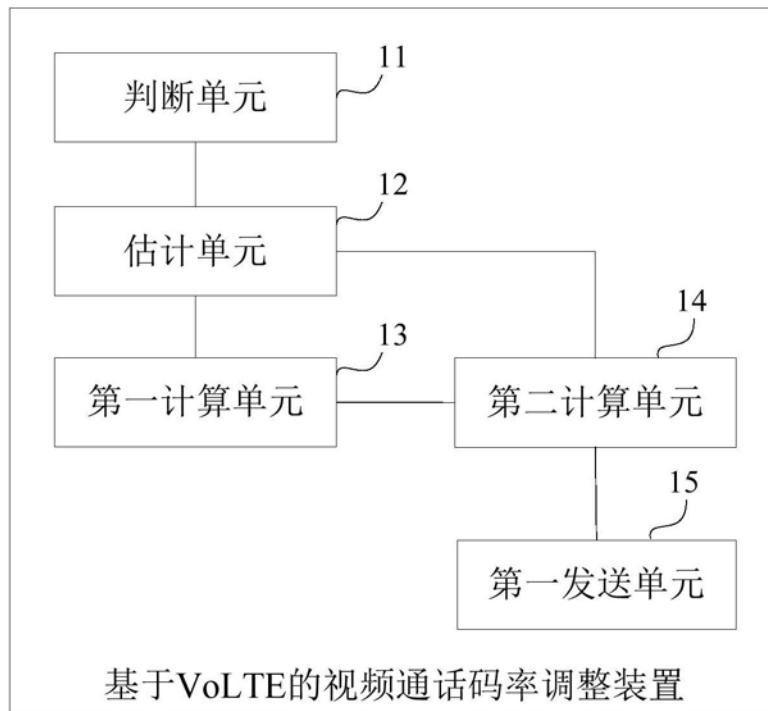 11
判断单元
12
估计单元
13
第一计算单元
14
第二计算单元
15
第一发送单元
基于VoLTE的视频通话码率调整装置